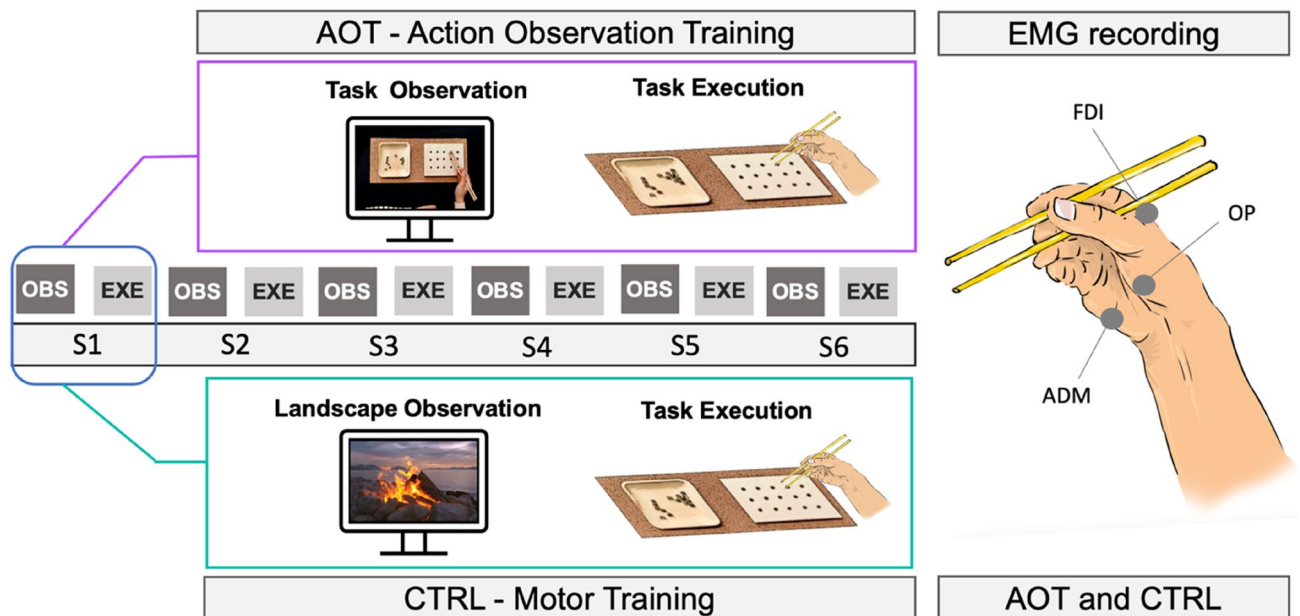 AOT - Action Observation Training
EMG recording
Task Observation
Task Execution
FDI
OP
ADM
OBS EXE OBS EXE OBS EXE OBS EXE OBS EXE OBS EXE
S1 S2 S3 S4 S5 S6
Landscape Observation
Task Execution
CTRL - Motor Training
AOT and CTRL